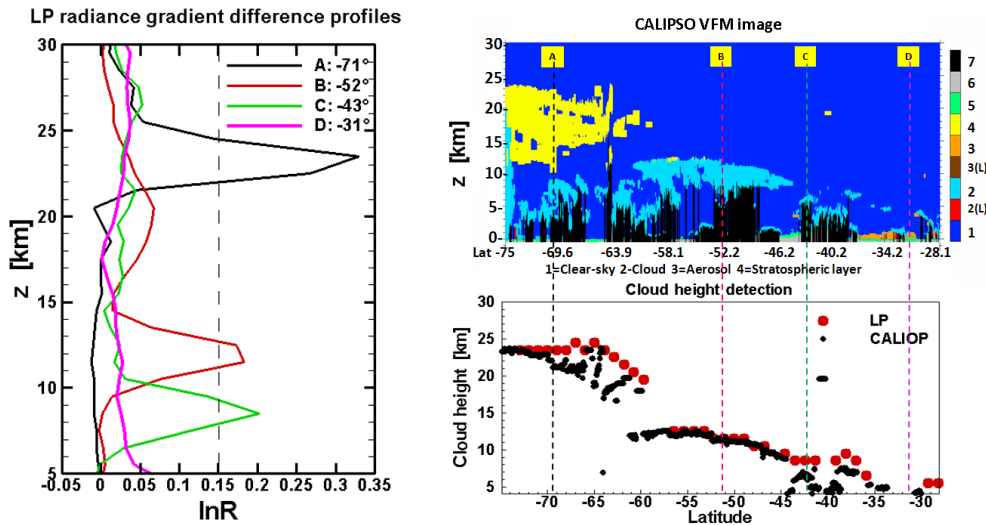 LP radiance gradient difference profiles
30
25
20
15
10
5
z [km]
-0.05 0 0.05 0.1 0.15 0.2 0.25 0.3 0.35
lnR
A: -71°
B: -52°
C: -43°
D: -31°
CALIPSO VFM image
A B C D
30
25
20
15
10
5
0
z [km]
Lat -75 -69.6 -63.9 -58.1 -52.2 -46.3 -40.2 -34.2 -28.1
1=Clear-sky 2-Cloud 3=Aerosol 4=Stratospheric layer
7
6
5
4
3
3(L)
2
2(L)
1
Cloud height detection
30
25
20
15
10
5
Cloud height [km]
LP
CALIOP
-70 -65 -60 -55 -50 -45 -40 -35 -30
Latitude